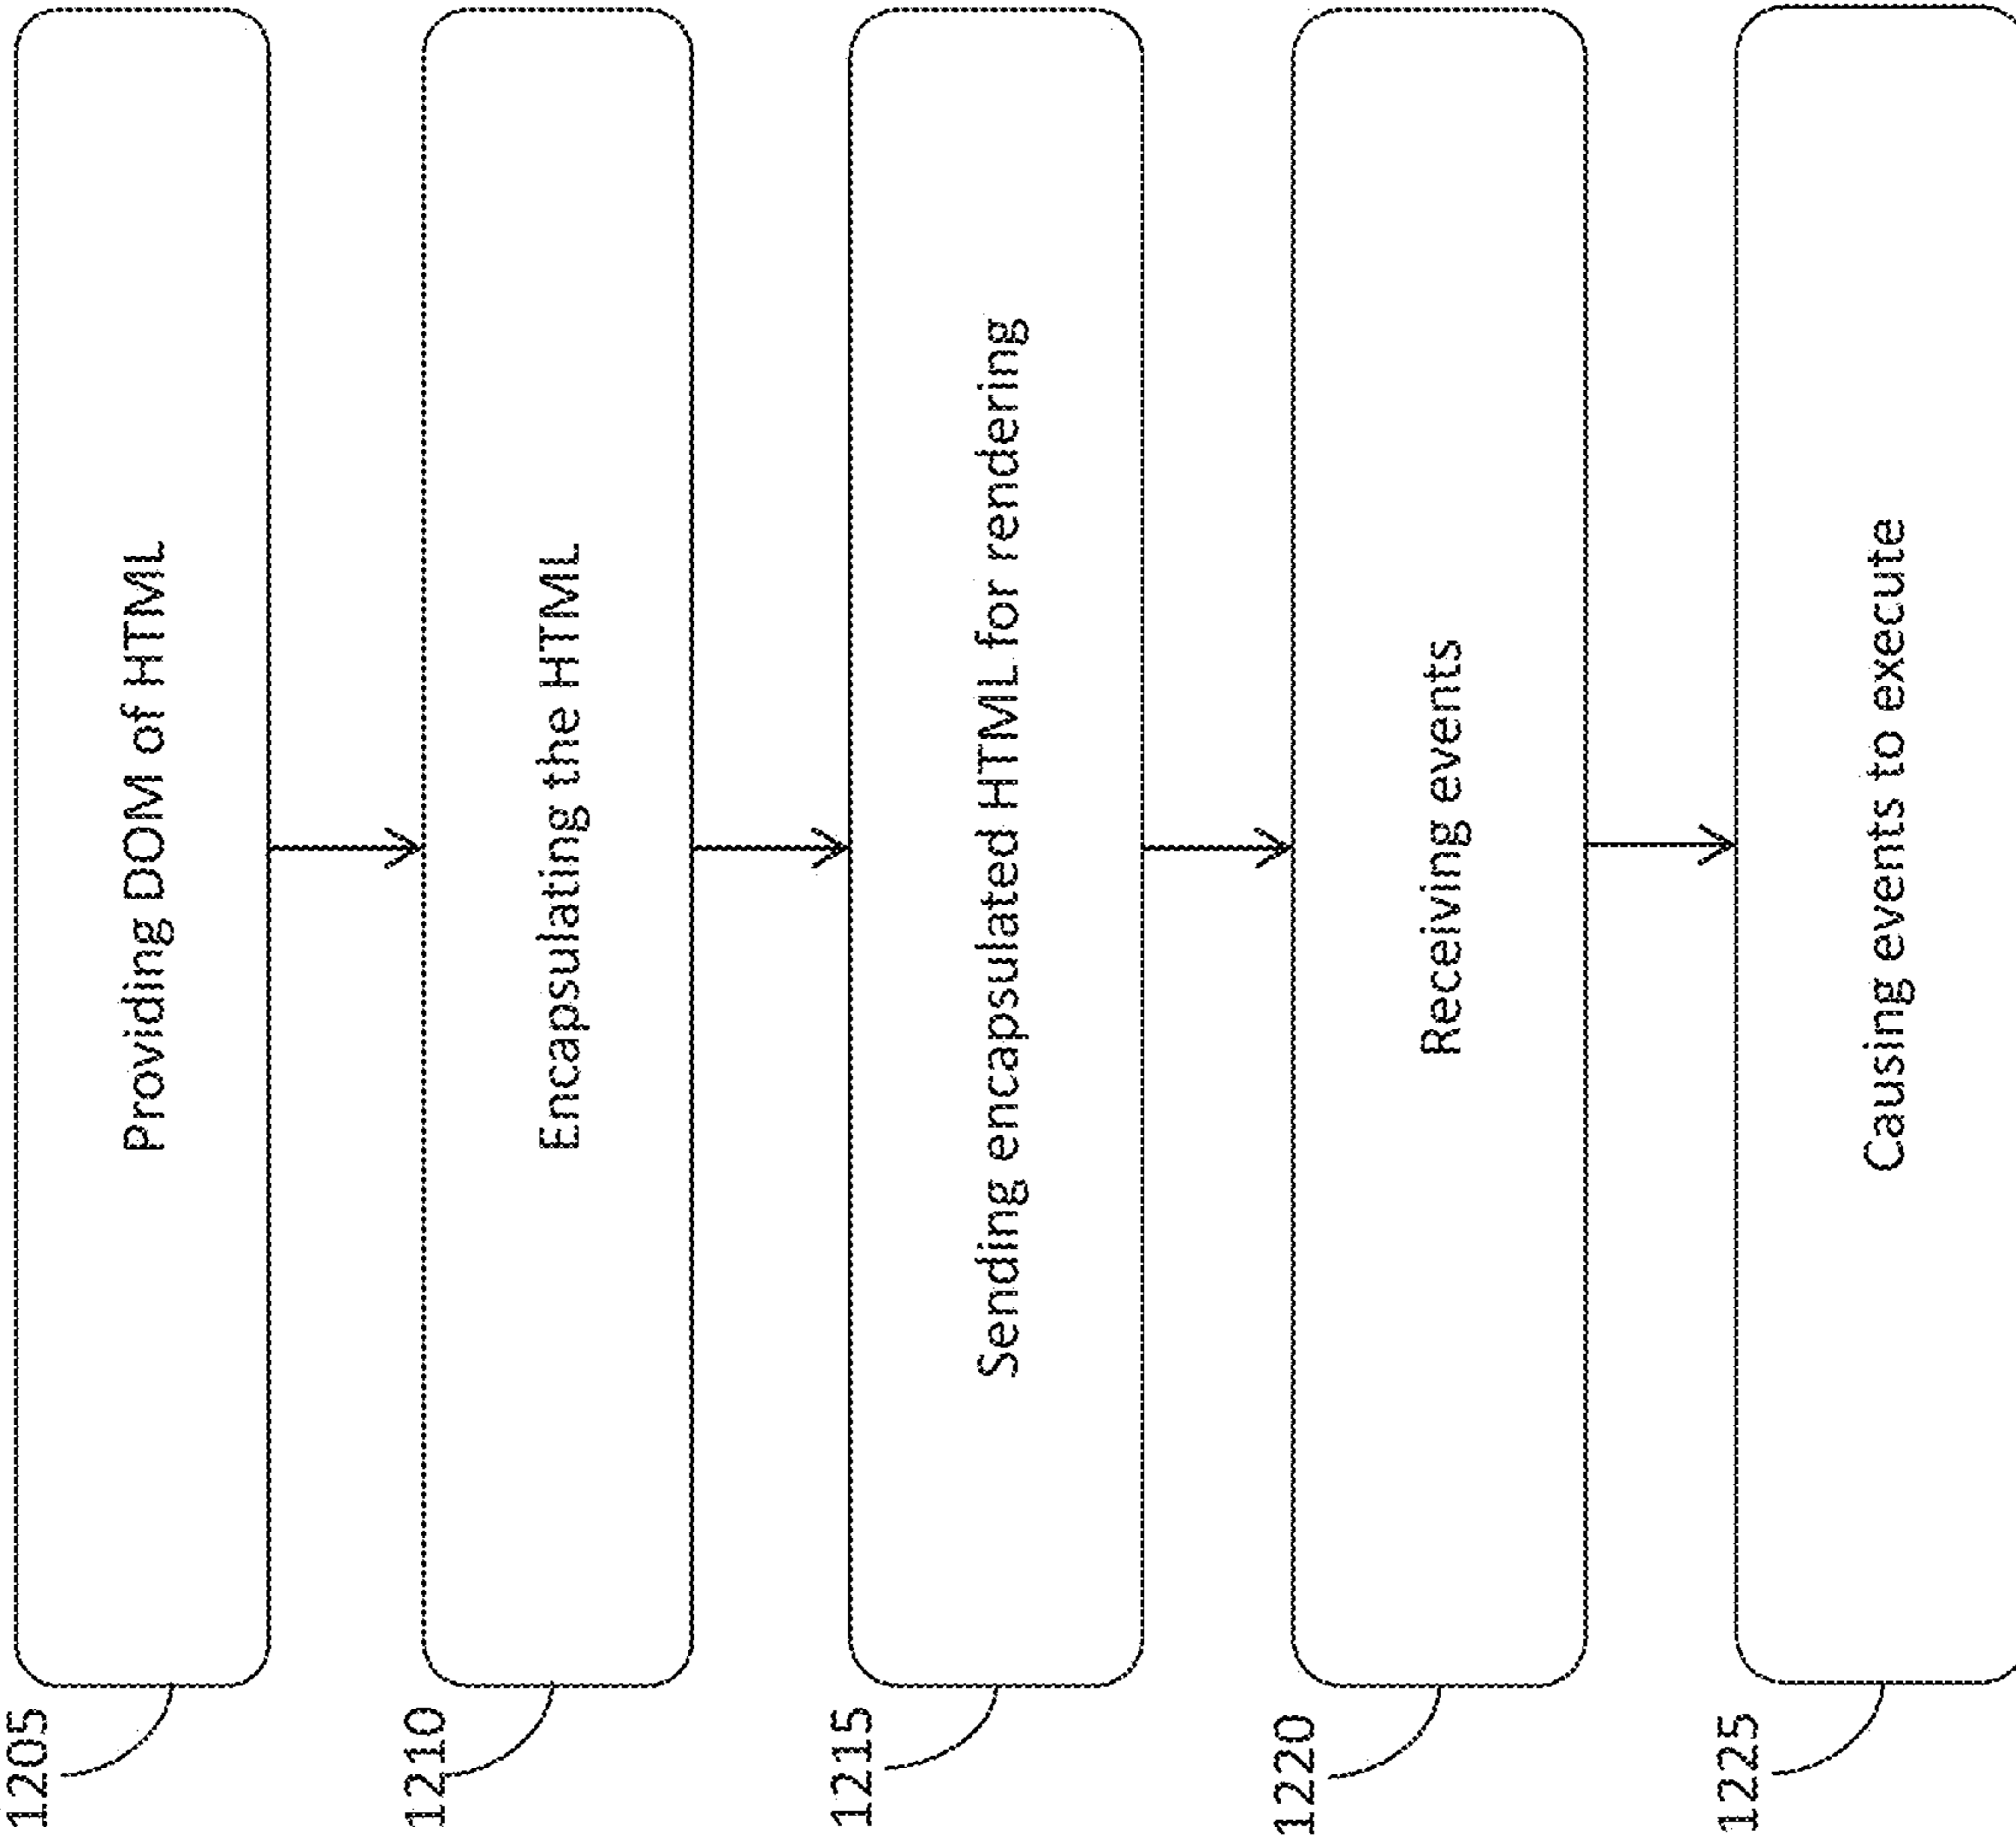 1205
Providing DOM of HTML
1210
Encapsulating the HTML
1215
Sending encapsulated HTML for rendering
1220
Receiving events
1225
Causing events to execute